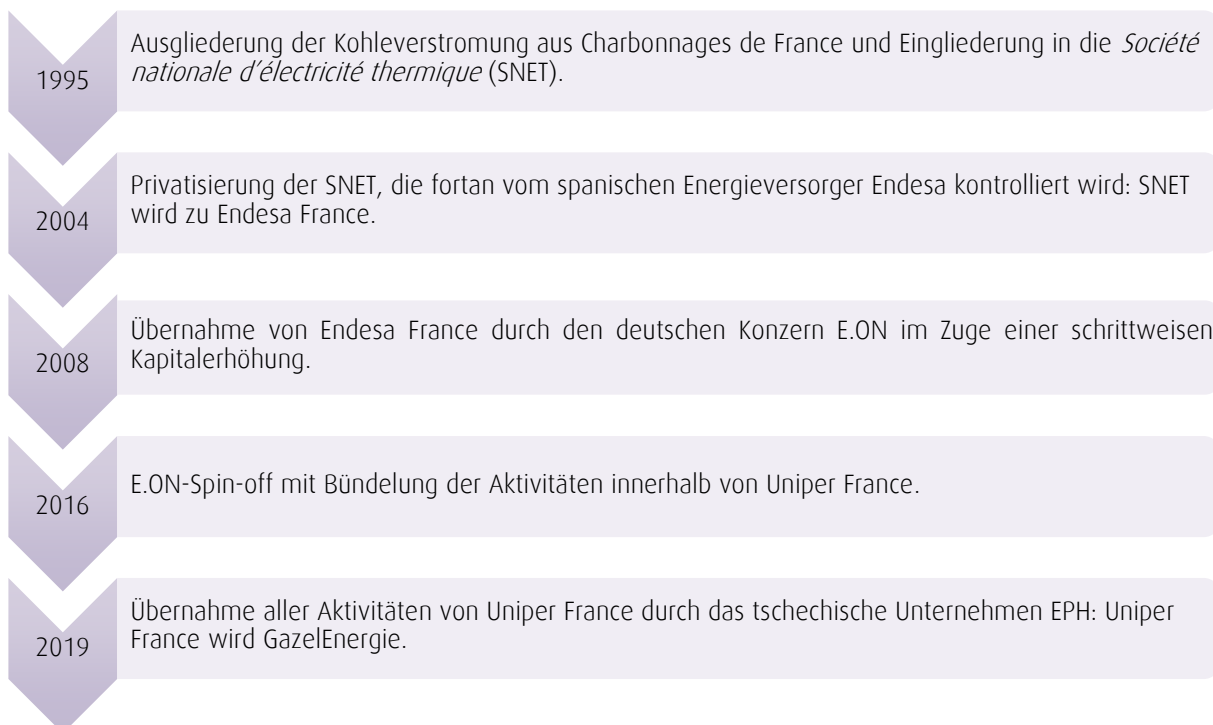 1995
Ausgliederung der Kohleverstromung aus Charbonnages de France und Eingliederung in die Société
nationale d'électricité thermique (SNET).
2004
Privatisierung der SNET, die fortan vom spanischen Energieversorger Endesa kontrolliert wird: SNET
wird zu Endesa France.
2008
Übernahme von Endesa France durch den deutschen Konzern E.ON im Zuge einer schrittweisen
Kapitalerhöhung.
2016
E.ON-Spin-off mit Bündelung der Aktivitäten innerhalb von Uniper France.
2019
Übernahme aller Aktivitäten von Uniper France durch das tschechische Unternehmen EPH: Uniper
France wird GazelEnergie.